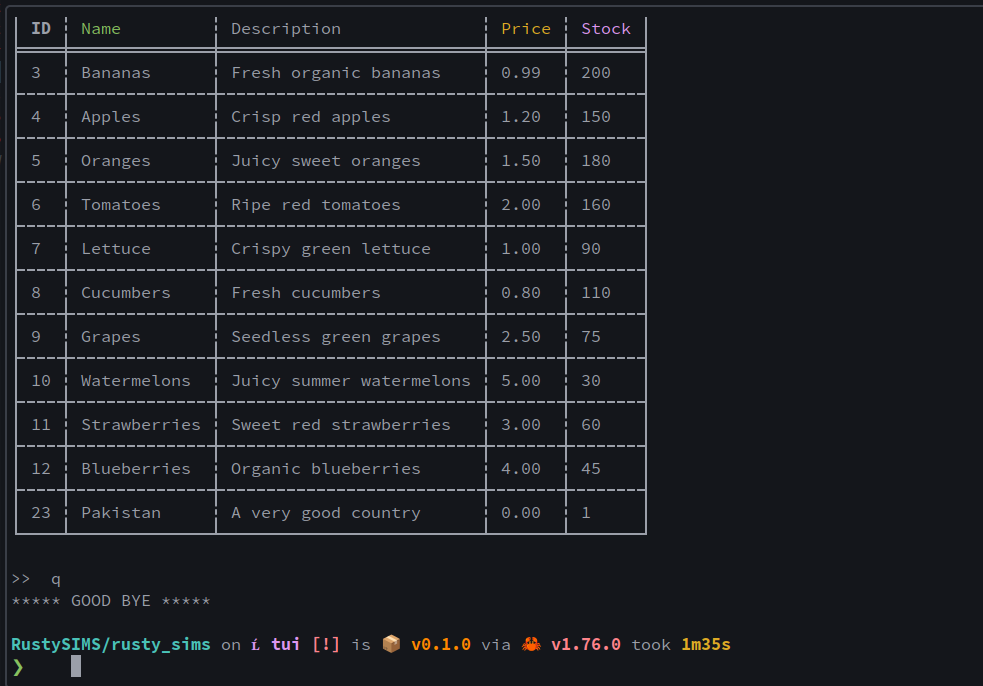 ID Name Description Price Stock
3 Bananas Fresh organic bananas 0.99 200
4 Apples Crisp red apples 1.20 150
5 Oranges Juicy sweet oranges 1.50 180
6 Tomatoes Ripe red tomatoes 2.00 160
7 Lettuce Crispy green lettuce 1.00 90
8 Cucumbers Fresh cucumbers 0.80 110
9 Grapes Seedless green grapes 2.50 75
10 Watermelons Juicy summer watermelons 5.00 30
11 Strawberries Sweet red strawberries 3.00 60
12 Blueberries Organic blueberries 4.00 45
23 Pakistan A very good country 0.00 1
>> q
***** GOOD BYE *****
RustySIMS/rusty_sims on tui [!] is 📦 v0.1.0 via 🦀 v1.76.0 took 1m35s
❯